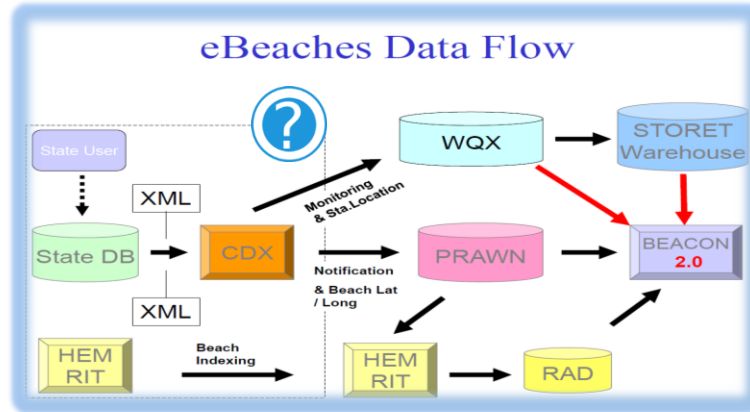 eBeaches Data Flow
?
State User
WQX
STORET
Warehouse
XML
Monitoring
& Sta.Location
State DB
CDX
PRAWN
BEACON
2.0
Notification
& Beach Lat
/ Long
XML
HEM
RIT
Beach
Indexing
HEM
RIT
RAD